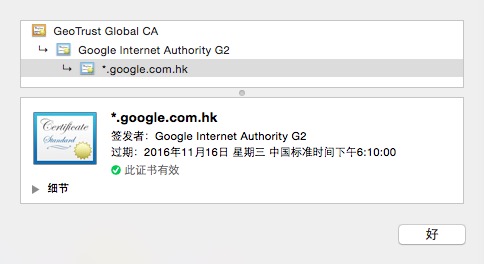 GeoTrust Global CA
Google Internet Authority G2
*.google.com.hk
Certificate
Standard
*.google.com.hk
签发者：Google Internet Authority G2
过期：2016年11月16日 星期三 中国标准时间下午6:10:00
此证书有效
细节
好